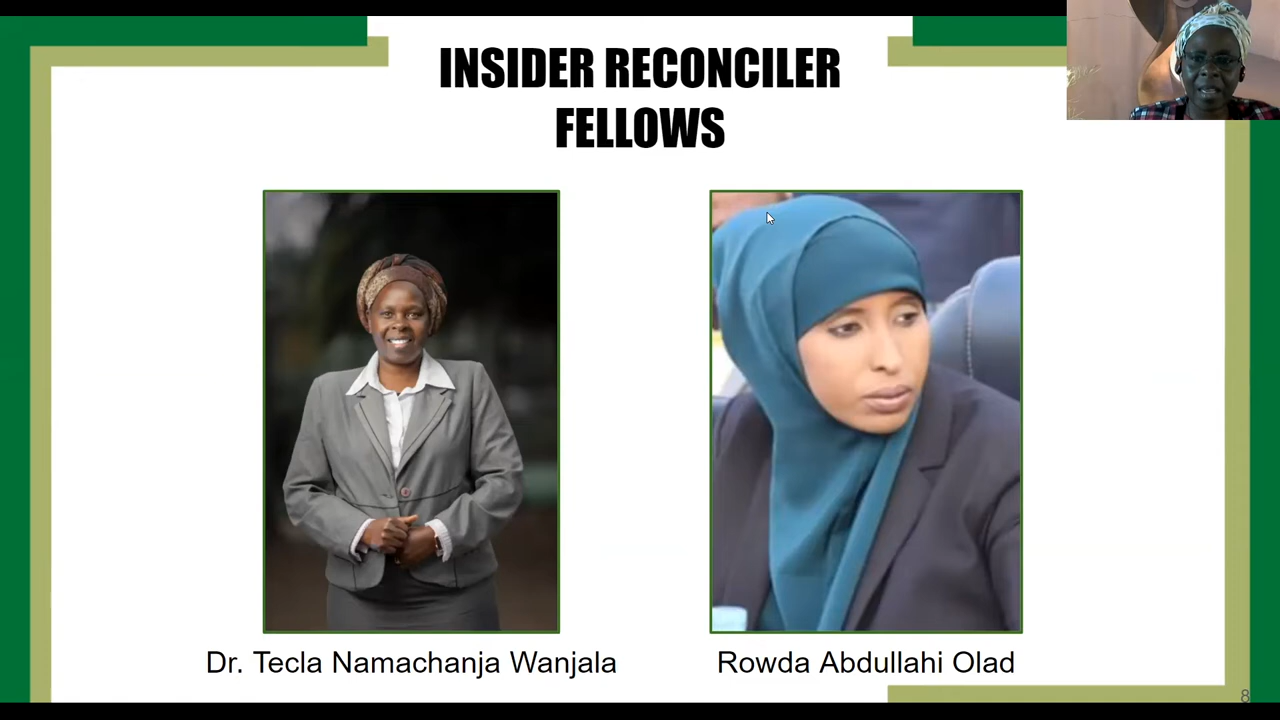 INSIDER RECONCILER
FELLOWS
Dr. Tecla Namachanja Wanjala
Rowda Abdullahi Olad
8